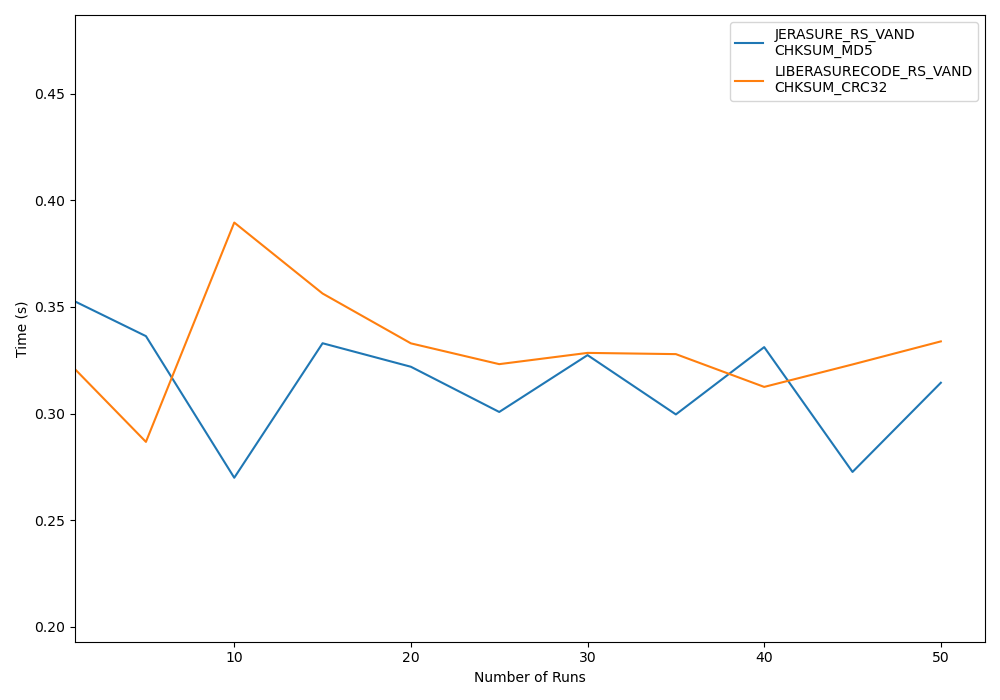 JERASURE_RS_VAND
CHKSUM_MD5
LIBERASURECODE_RS_VAND
CHKSUM_CRC32
0.45
0.40
0.35
0.30
0.25
0.20
Time (s)
10 20 30 40 50
Number of Runs